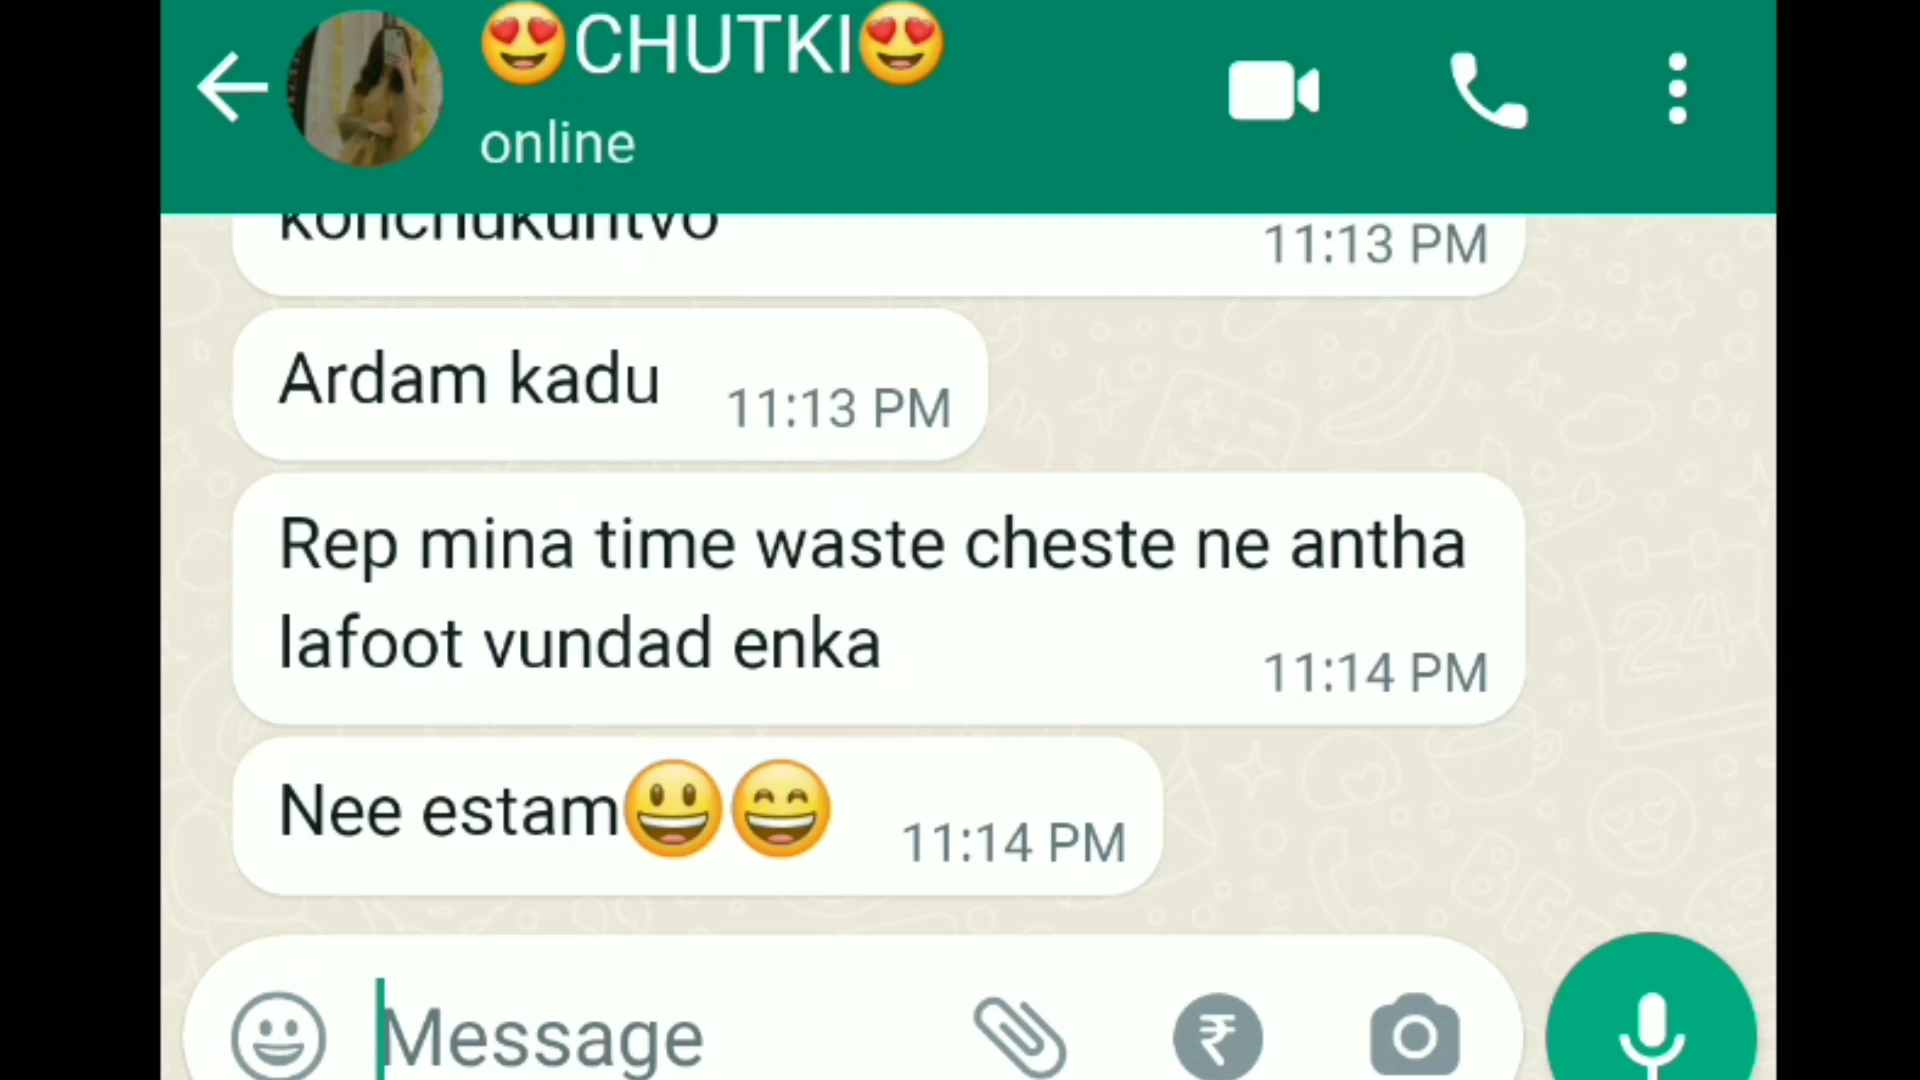 😍CHUTKI😍
online
konchukuntvo
11:13 PM
Ardam kadu
11:13 PM
Rep mina time waste cheste ne antha
lafoot vundad enka
11:14 PM
Nee estam😃😄
11:14 PM
Message